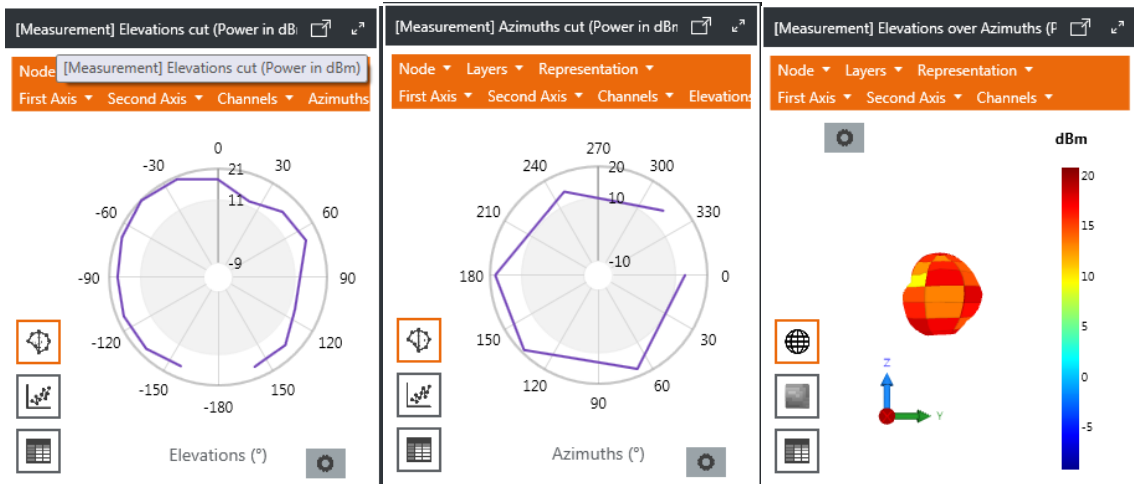 [Measurement] Elevations cut (Power in dB
Node
[Measurement] Elevations cut (Power in dBm)
First Axis Second Axis Channels Azimuths
0
-30 30
21
11
-60 60
-9
-90 90
-120 120
-150 150
-180
Elevations (°)
[Measurement] Azimuths cut (Power in dBm
Node Layers Representation
First Axis Second Axis Channels Elevations
270
240 300
20
10
210 330
-10
180 0
150 30
120 60
90
Azimuths (°)
[Measurement] Elevations over Azimuths (P
Node Layers Representation
First Axis Second Axis Channels
dBm
20
15
10
5
0
-5
Z
Y